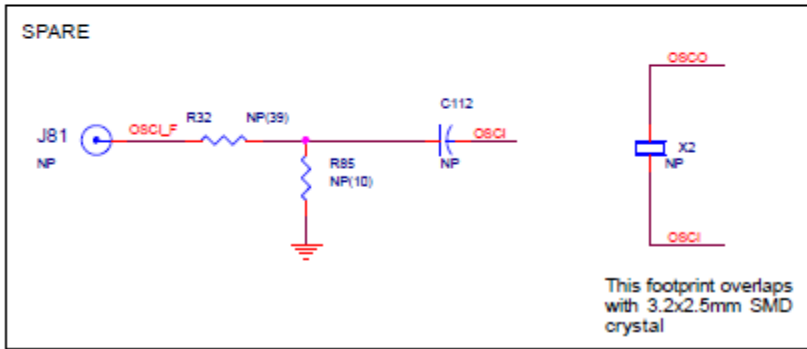 SPARE
J81
NP
OSCI_F
R32
NP(39)
R85
NP(10)
C112
NP
OSCI
OSCO
X2
NP
OSCI
This footprint overlaps
with 3.2x2.5mm SMD
crystal